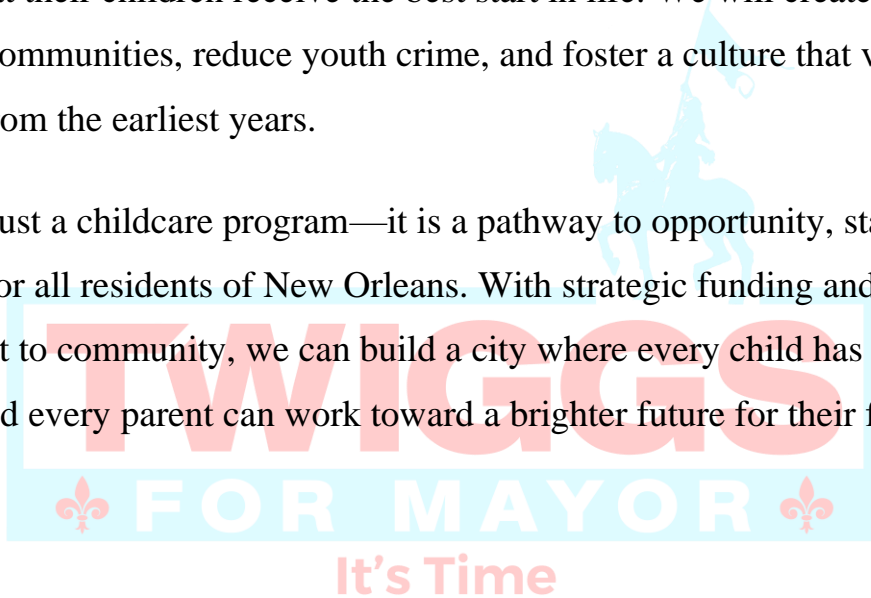 their children receive the best start in life. We will create
ommunities, reduce youth crime, and foster a culture that v
om the earliest years.
ust a childcare program—it is a pathway to opportunity, sta
or all residents of New Orleans. With strategic funding and
t to community, we can build a city where every child has
d every parent can work toward a brighter future for their f
TWIGGS
FOR MAYOR
It's Time